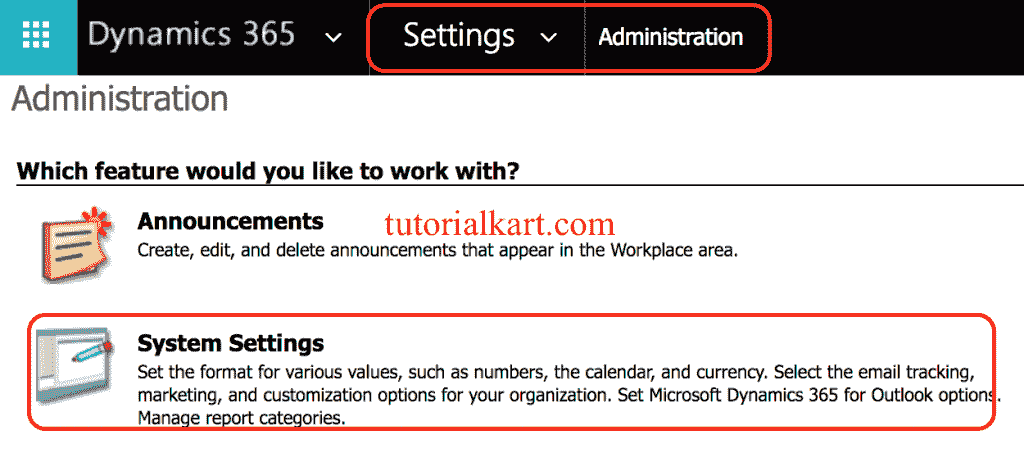 Dynamics 365 Settings Administration
Administration
Which feature would you like to work with?
Announcements
tutorialkart.com
Create, edit, and delete announcements that appear in the Workplace area.
System Settings
Set the format for various values, such as numbers, the calendar, and currency. Select the email tracking,
marketing, and customization options for your organization. Set Microsoft Dynamics 365 for Outlook options.
Manage report categories.